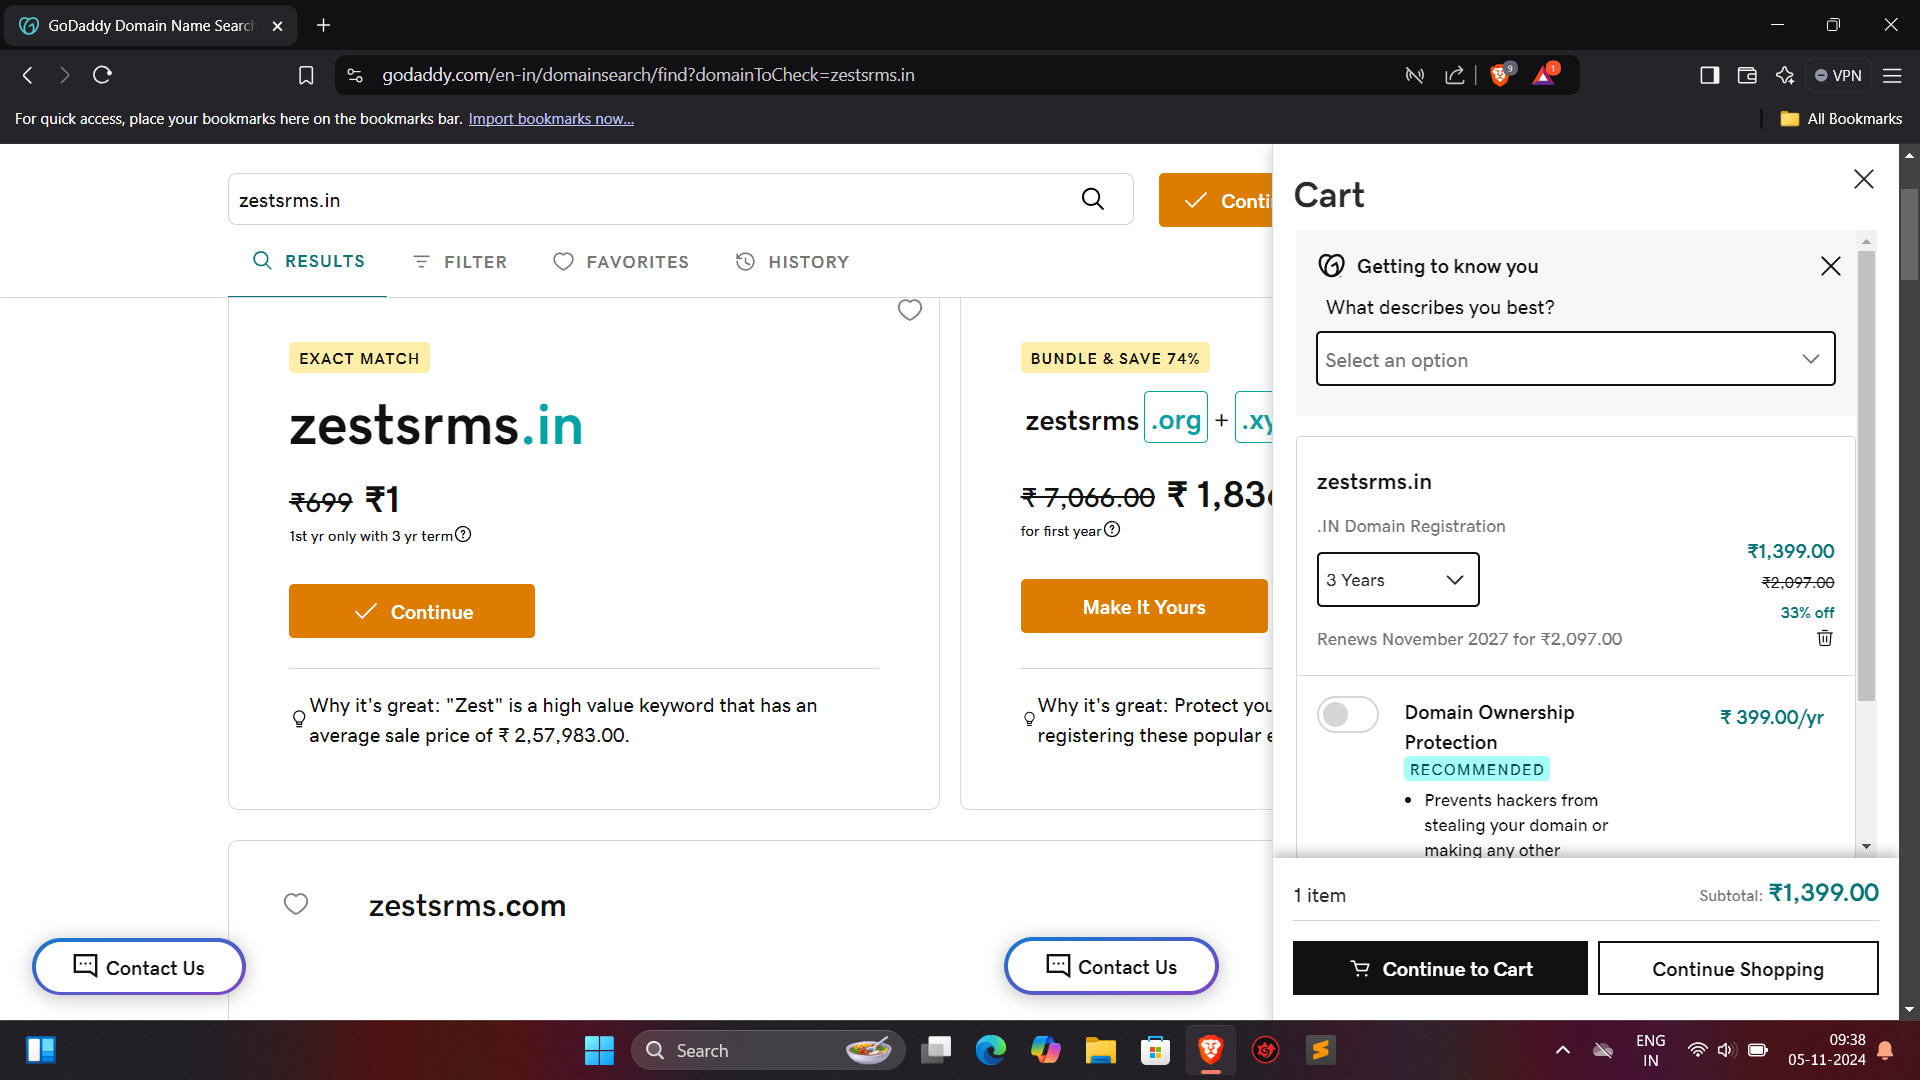 GoDaddy Domain Name Search
godaddy.com/en-in/domainsearch/find?domainToCheck=zestsrms.in
9
1
VPN
For quick access, place your bookmarks here on the bookmarks bar. Import bookmarks now...
All Bookmarks
zestsrms.in
Conti
RESULTS
FILTER
FAVORITES
HISTORY
EXACT MATCH
zestsrms.in
₹699 ₹1
1st yr only with 3 yr term
Continue
Why it's great: "Zest" is a high value keyword that has an
average sale price of ₹ 2,57,983.00.
BUNDLE & SAVE 74%
zestsrms .org + .xy
₹ 7,066.00 ₹ 1,836
for first year
Make It Yours
Why it's great: Protect you
registering these popular e
zestsrms.com
Contact Us
Contact Us
Cart
Getting to know you
What describes you best?
Select an option
zestsrms.in
.IN Domain Registration
3 Years
₹1,399.00
₹2,097.00
33% off
Renews November 2027 for ₹2,097.00
Domain Ownership
Protection
₹ 399.00/yr
RECOMMENDED
• Prevents hackers from
stealing your domain or
making any other
1 item
Subtotal: ₹1,399.00
Continue to Cart
Continue Shopping
Search
ENG
IN
09:38
05-11-2024